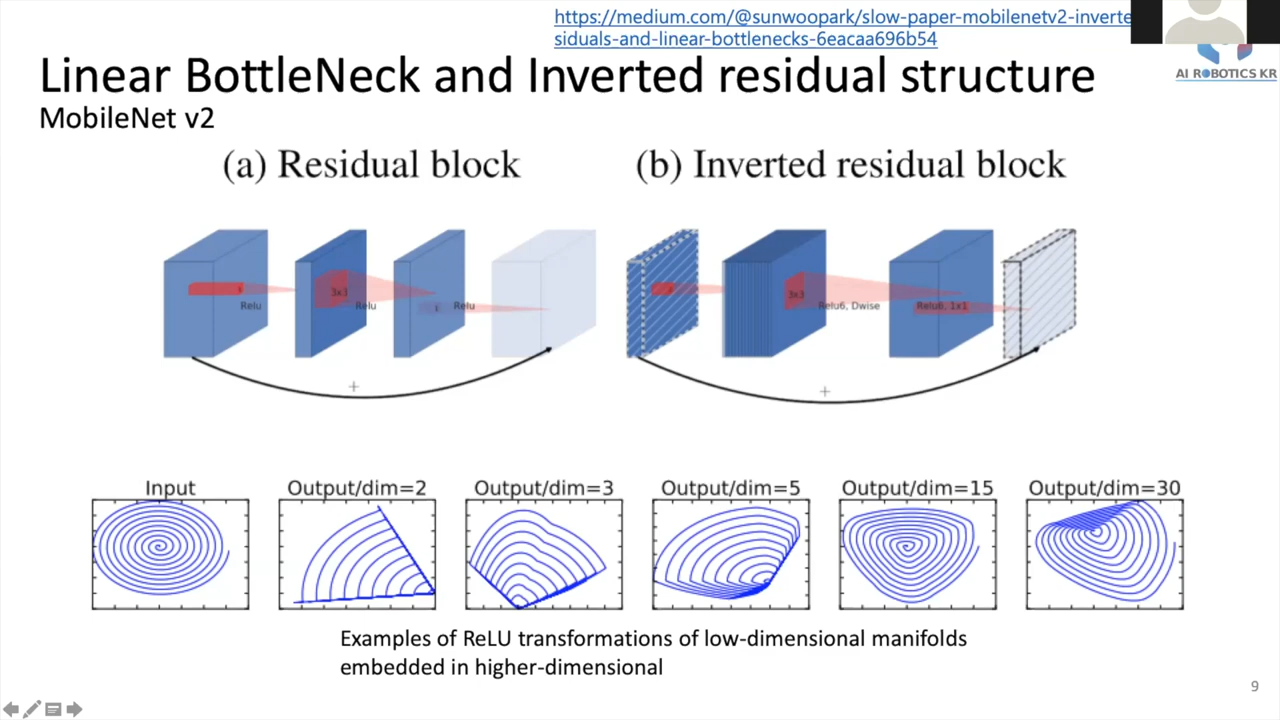 https://medium.com/@sunwoopark/slow-paper-mobilenetv2-inverte
siduals-and-linear-bottlenecks-6eacaa696b54
AI ROBOTICS KR
Linear BottleNeck and Inverted residual structure
MobileNet v2
(a) Residual block
(b) Inverted residual block
Relu
3x3
Relu
Relu
3x3
Relu6, Dwise
Relu6, 1x1
+
+
Input
Output/dim=2
Output/dim=3
Output/dim=5
Output/dim=15
Output/dim=30
Examples of ReLU transformations of low-dimensional manifolds
embedded in higher-dimensional
9